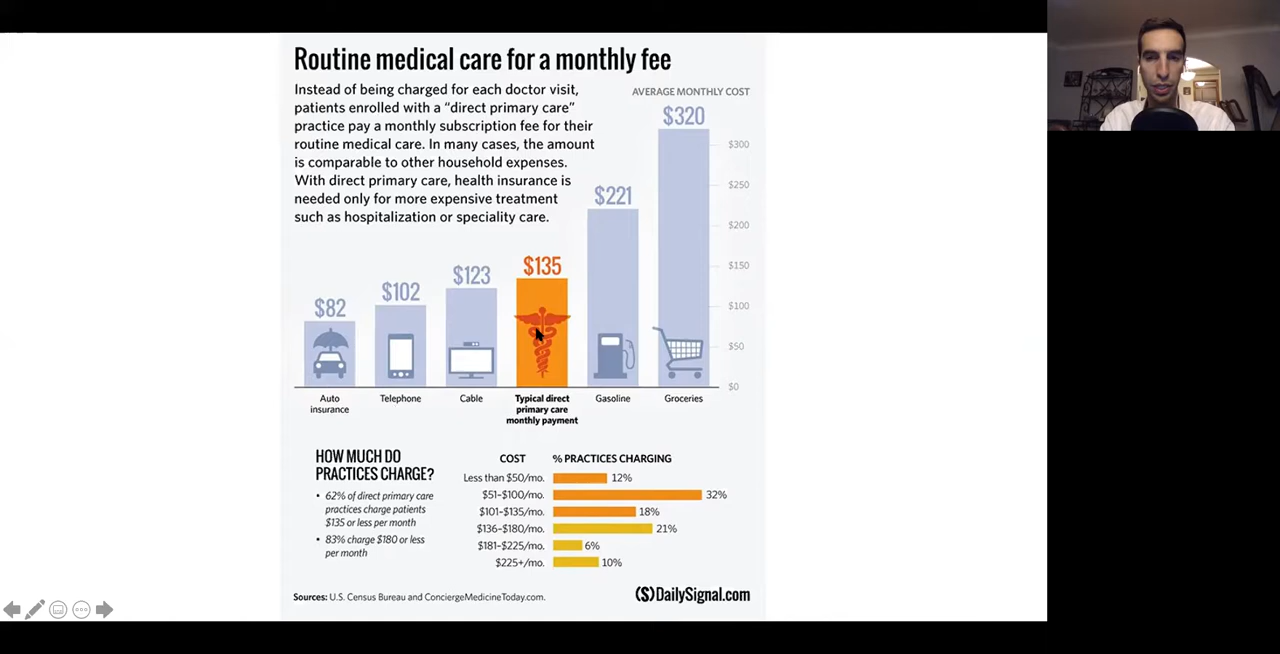 Routine medical care for a monthly fee
Instead of being charged for each doctor visit,
patients enrolled with a “direct primary care”
practice pay a monthly subscription fee for their
routine medical care. In many cases, the amount
is comparable to other household expenses.
With direct primary care, health insurance is
needed only for more expensive treatment
such as hospitalization or speciality care.
AVERAGE MONTHLY COST
$320
$300
$250
$221
$200
$150
$135
$123
$102
$100
$82
$50
$0
Auto
insurance
Telephone
Cable
Typical direct
primary care
monthly payment
Gasoline
Groceries
HOW MUCH DO
PRACTICES CHARGE?
• 62% of direct primary care
practices charge patients
$135 or less per month
• 83% charge $180 or less
per month
COST % PRACTICES CHARGING
Less than $50/mo. 12%
$51–$100/mo. 32%
$101–$135/mo. 18%
$136–$180/mo. 21%
$181–$225/mo. 6%
$225+/mo. 10%
Sources: U.S. Census Bureau and ConciergeMedicineToday.com.
($)DailySignal.com